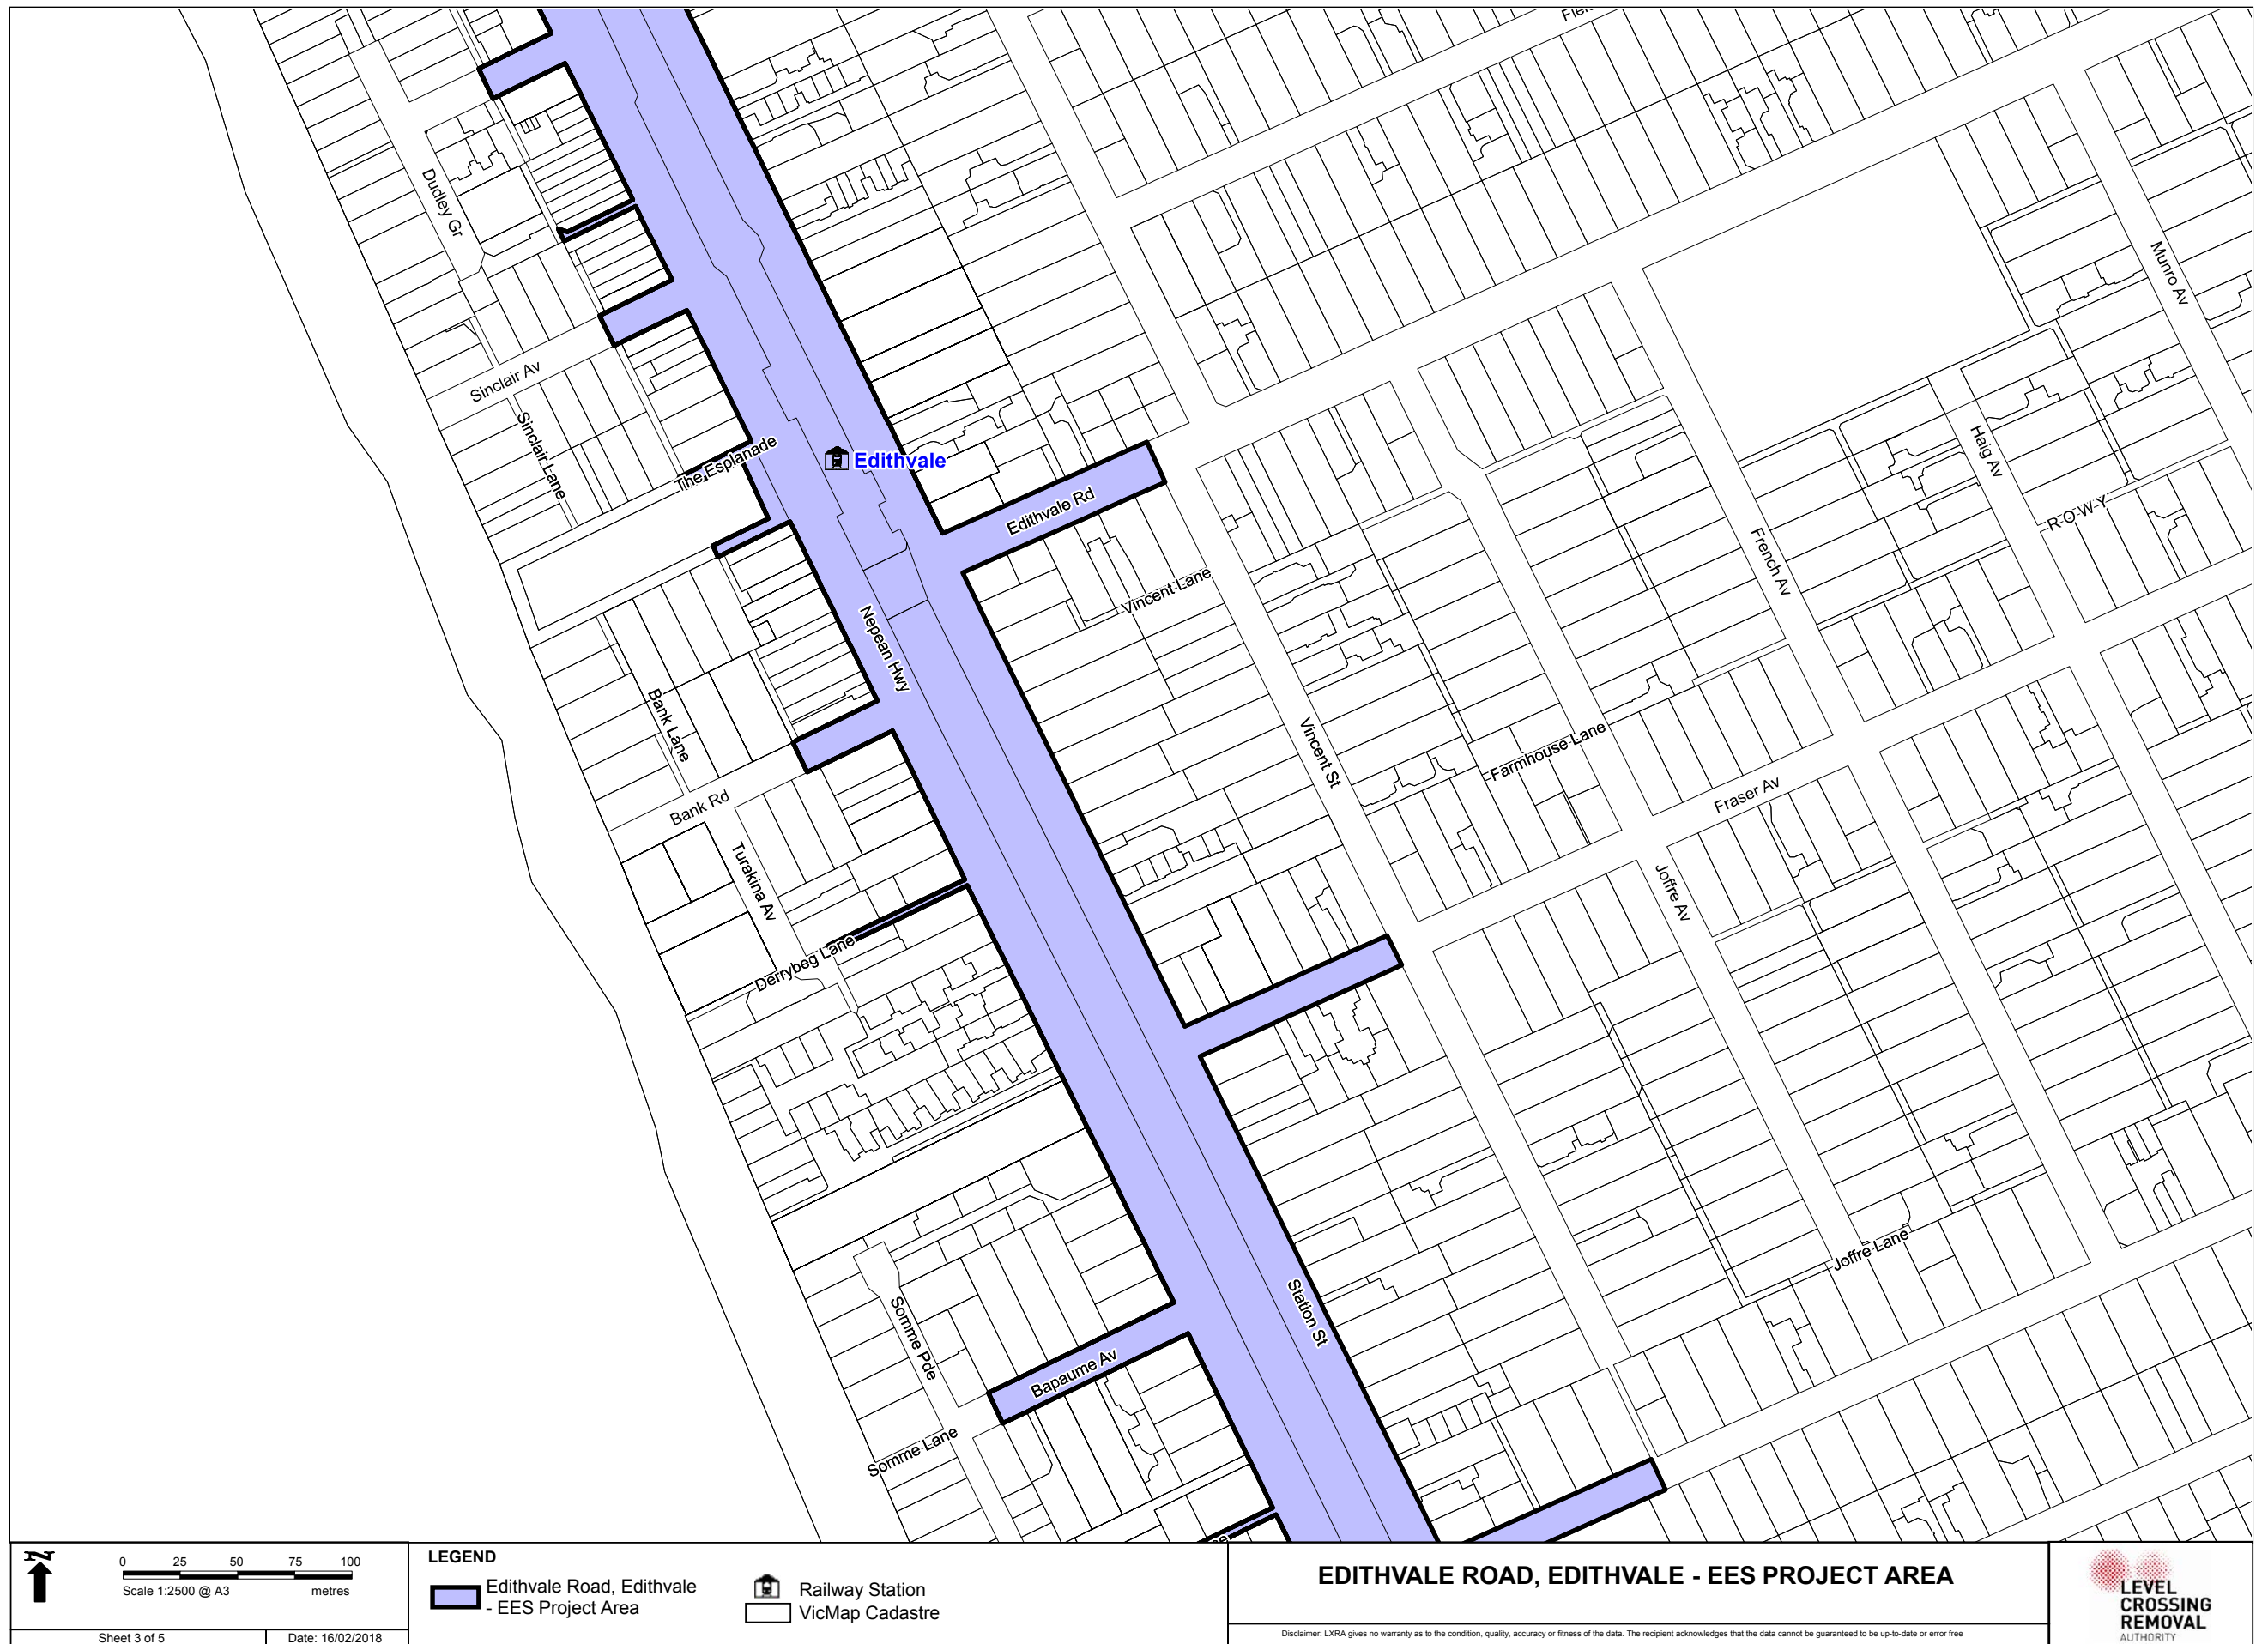 Dudley Gr
Sinclair Av
Sinclair Lane
The Esplanade
Edithvale
Edithvale Rd
Vincent Lane
Nepean Hwy
Bank Lane
Bank Rd
Turakina Av
Derrybeg Lane
Vincent St
Farmhouse Lane
Fraser Av
French Av
Haig Av
R-O-W-Y
Munro Av
Joffre Av
Joffre Lane
Station St
Somme Pde
Bapaume Av
Somme Lane
N
0 25 50 75 100
Scale 1:2500 @ A3 metres
Sheet 3 of 5 Date: 16/02/2018
LEGEND
Edithvale Road, Edithvale
- EES Project Area
Railway Station
VicMap Cadastre
EDITHVALE ROAD, EDITHVALE - EES PROJECT AREA
Disclaimer: LXRA gives no warranty as to the condition, quality, accuracy or fitness of the data. The recipient acknowledges that the data cannot be guaranteed to be up-to-date or error free
LEVEL
CROSSING
REMOVAL
AUTHORITY